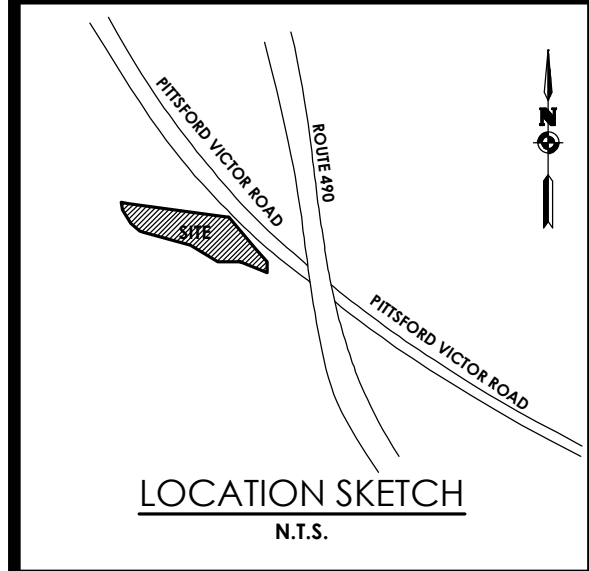 PITTSFORD VICTOR ROAD
ROUTE 490
N
SITE
PITTSFORD VICTOR ROAD
LOCATION SKETCH
N.T.S.